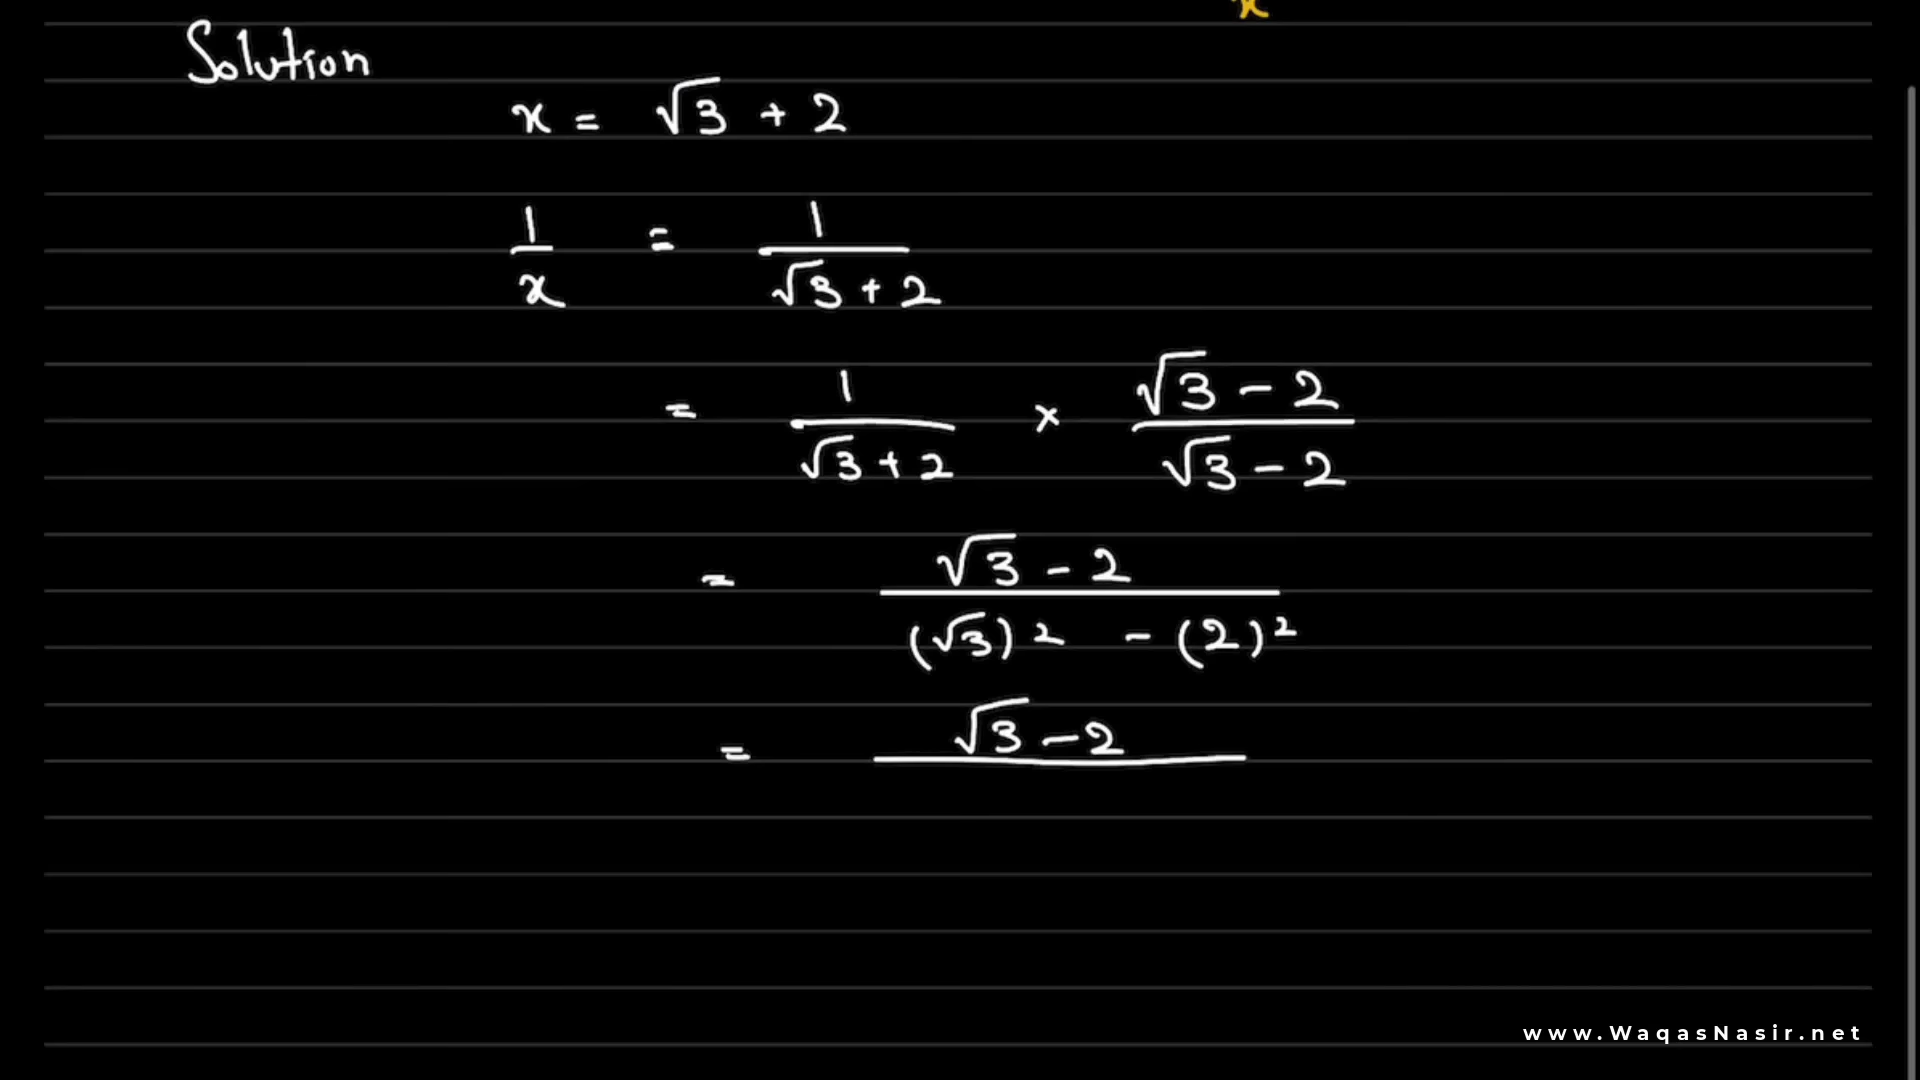 x
Solution
x = √3 + 2
1/x = 1/(√3 + 2)
= 1/(√3 + 2) × (√3 - 2)/(√3 - 2)
= (√3 - 2)/((√3)² - (2)²)
= √3 - 2
www.WaqasNasir.net